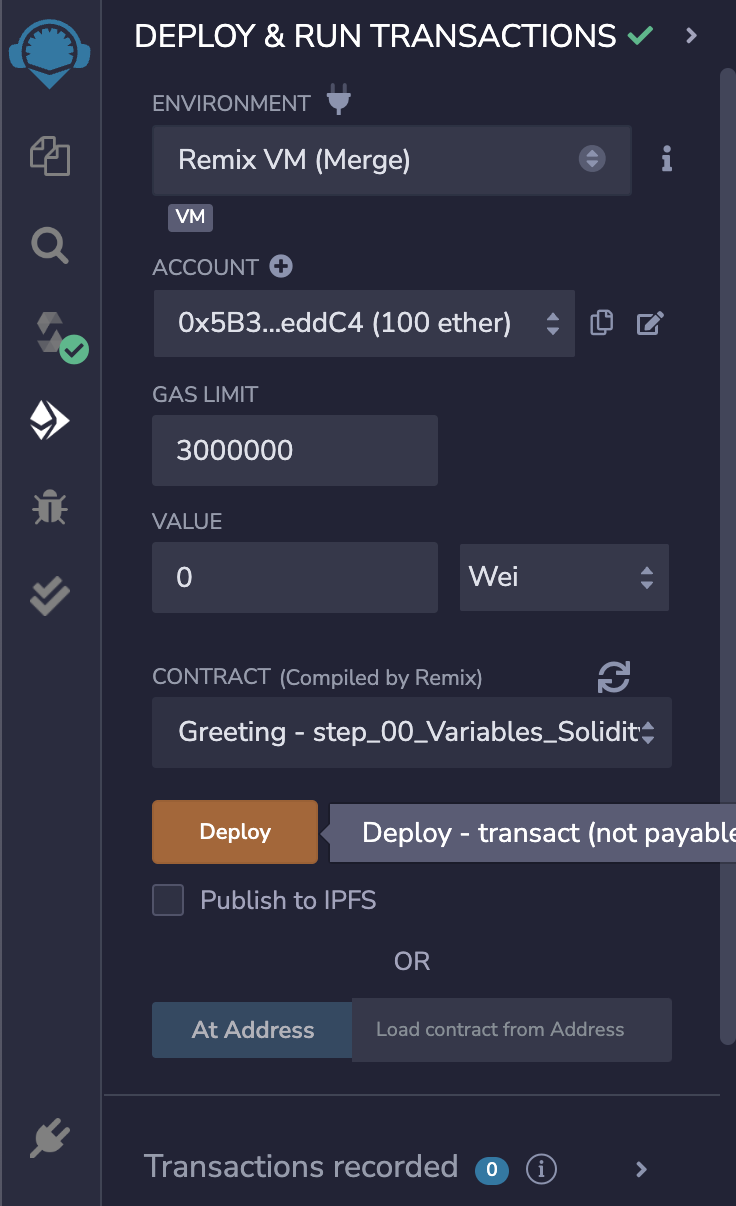 DEPLOY & RUN TRANSACTIONS
ENVIRONMENT
Remix VM (Merge)
VM
ACCOUNT
0x5B3...eddC4 (100 ether)
GAS LIMIT
3000000
VALUE
0
Wei
CONTRACT (Compiled by Remix)
Greeting - step_00_Variables_Solidit
Deploy
Deploy - transact (not payable
Publish to IPFS
OR
At Address
Load contract from Address
Transactions recorded 0 i